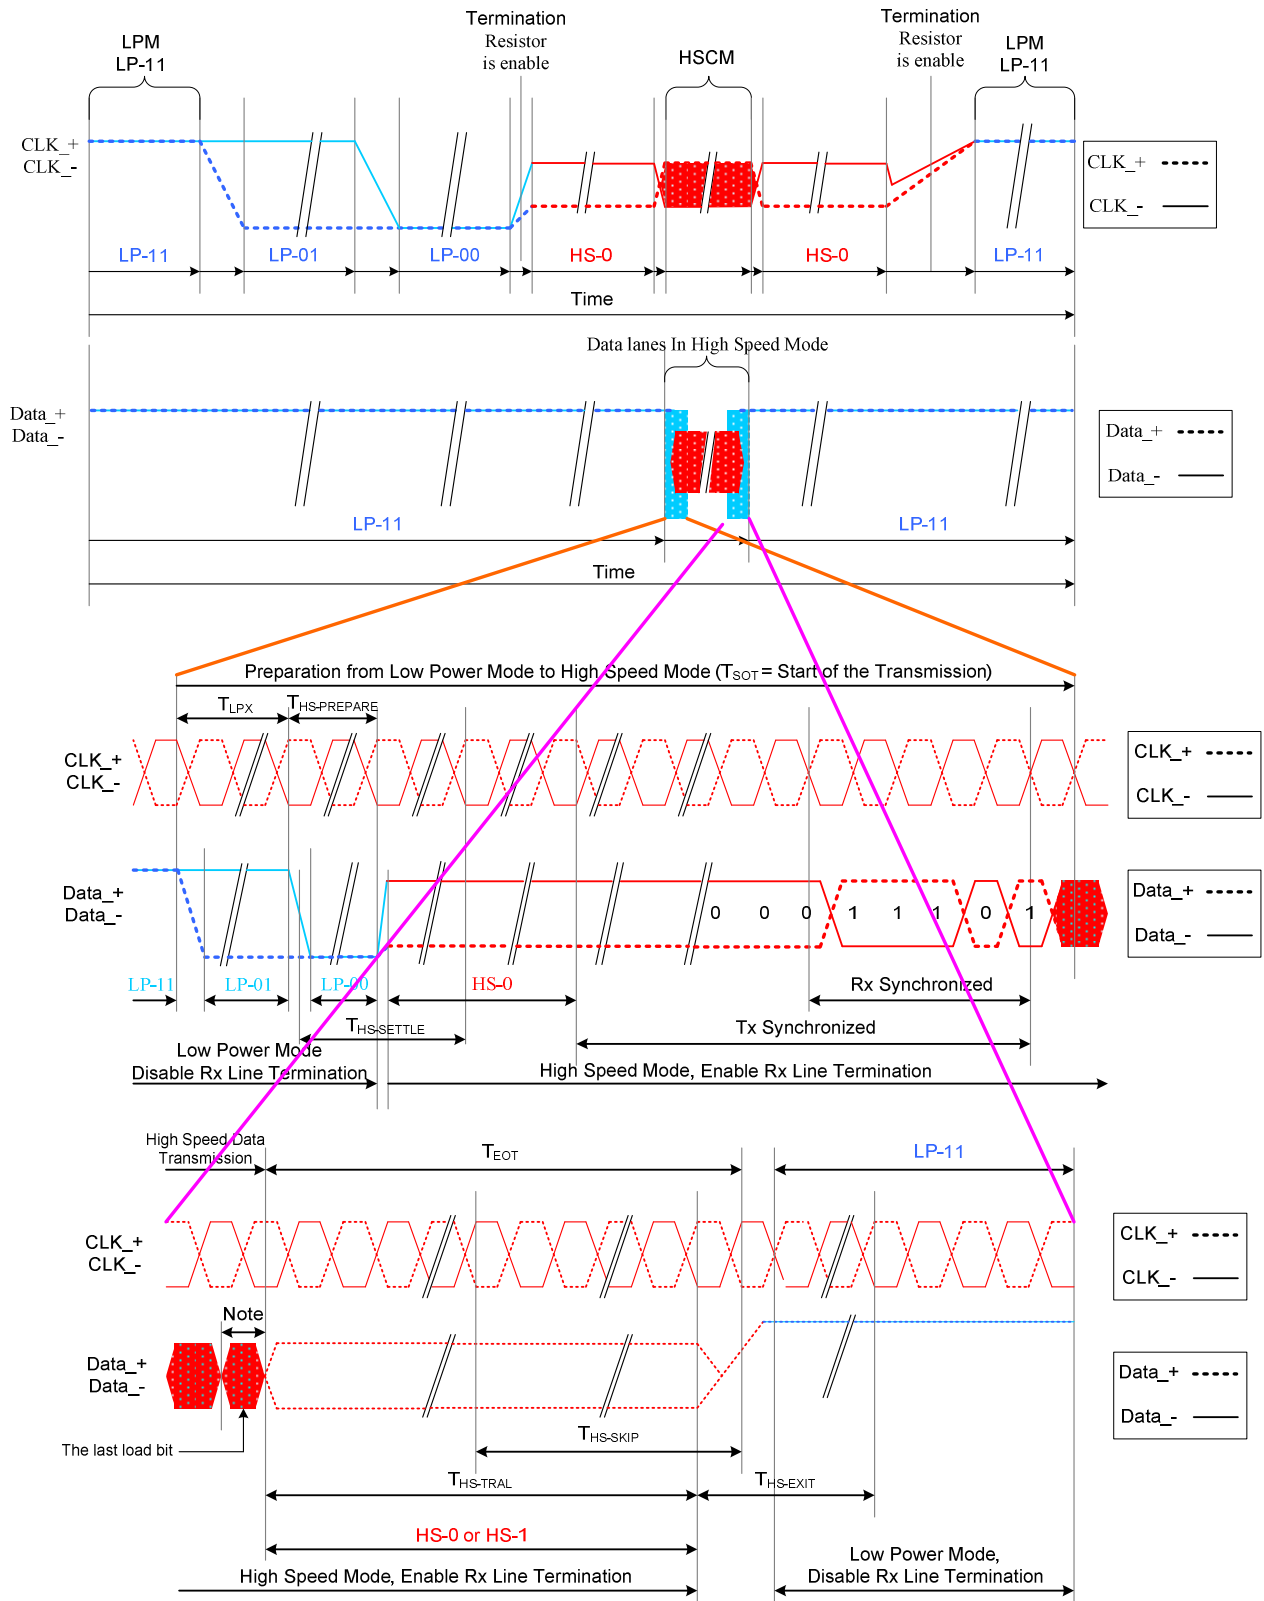 Termination
Resistor
is enable
Termination
Resistor
is enable
LPM
LP-11
HSCM
LPM
LP-11
CLK_+
CLK_-
CLK_+
CLK_-
LP-11
LP-01
LP-00
HS-0
HS-0
LP-11
Time
Data lanes In High Speed Mode
Data_+
Data_-
Data_+
Data_-
LP-11
LP-11
Time
Preparation from Low Power Mode to High Speed Mode (TSOT = Start of the Transmission)
TLPX
THS-PREPARE
CLK_+
CLK_-
CLK_+
CLK_-
Data_+
Data_-
0 0 0 1 1 1 0 1
Data_+
Data_-
LP-11
LP-01
LP-00
HS-0
Rx Synchronized
THS-SETTLE
Tx Synchronized
Low Power Mode
Disable Rx Line Termination
High Speed Mode, Enable Rx Line Termination
High Speed Data
Transmission
TEOT
LP-11
CLK_+
CLK_-
CLK_+
CLK_-
Note
Data_+
Data_-
Data_+
Data_-
The last load bit
THS-SKIP
THS-TRAL
THS-EXIT
HS-0 or HS-1
High Speed Mode, Enable Rx Line Termination
Low Power Mode,
Disable Rx Line Termination